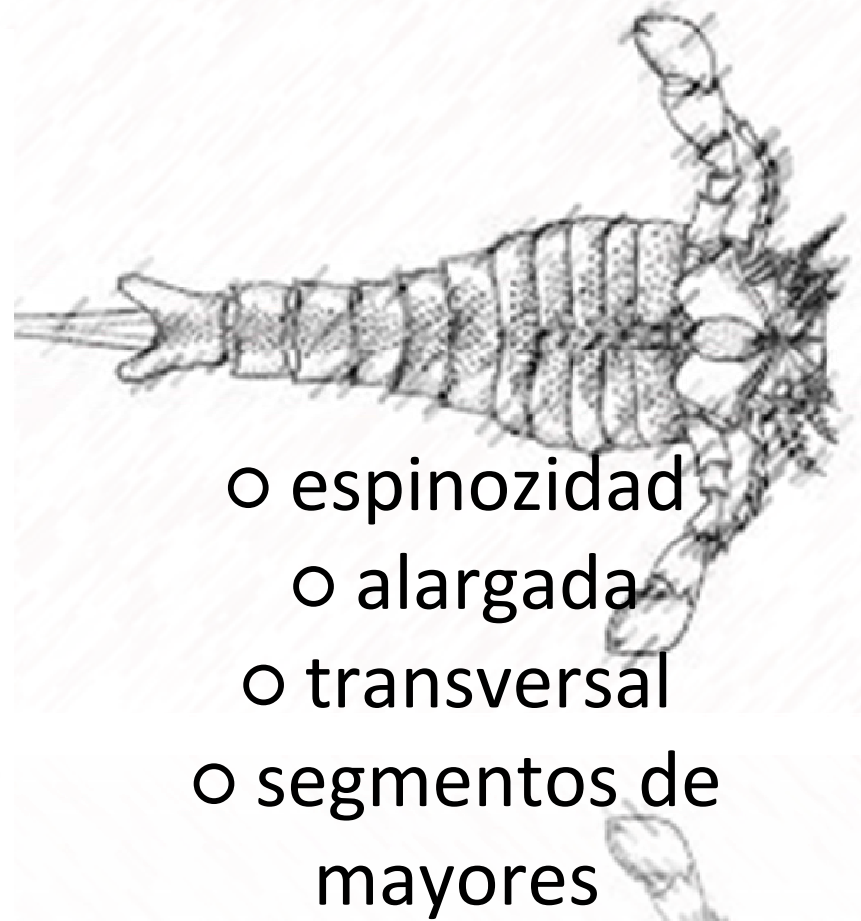 ○ espinozidad
○ alargada
○ transversal
○ segmentos de
mayores